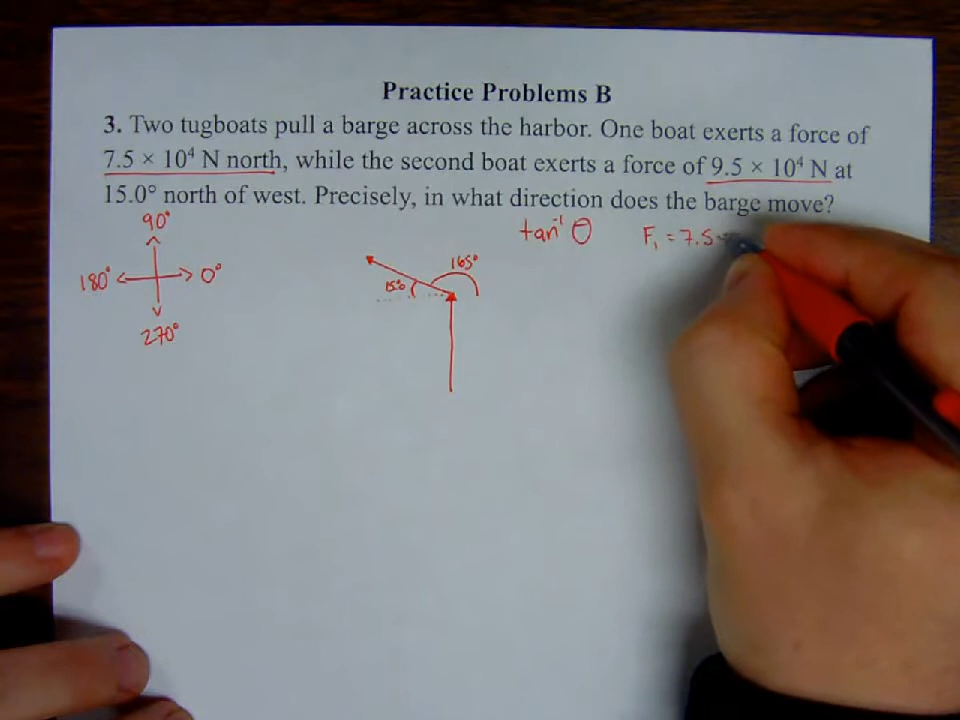 Practice Problems B
3. Two tugboats pull a barge across the harbor. One boat exerts a force of
7.5 × 10⁴ N north, while the second boat exerts a force of 9.5 × 10⁴ N at
15.0° north of west. Precisely, in what direction does the barge move?
90°
tan⁻¹ θ
F₁ = 7.5
180°
0°
165°
15°
270°